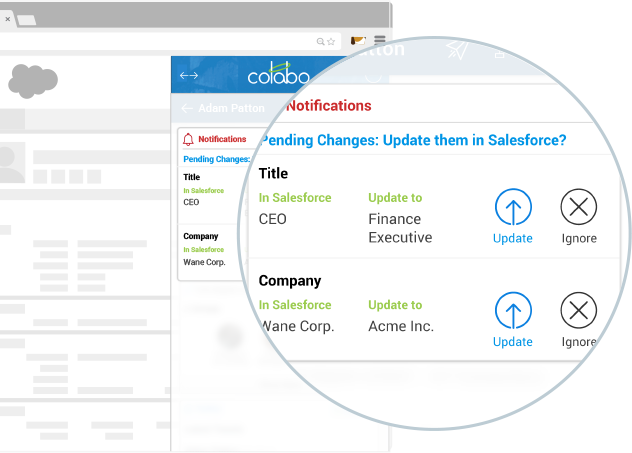 colabo
Adam Patton
tton
Notifications
Pending Changes:
Title
In Salesforce
CEO
Company
In Salesforce
Wane Corp.
Notifications
Pending Changes: Update them in Salesforce?
Title
In Salesforce Update to
CEO Finance
Executive
Update Ignore
Company
In Salesforce Update to
Wane Corp. Acme Inc.
Update Ignore